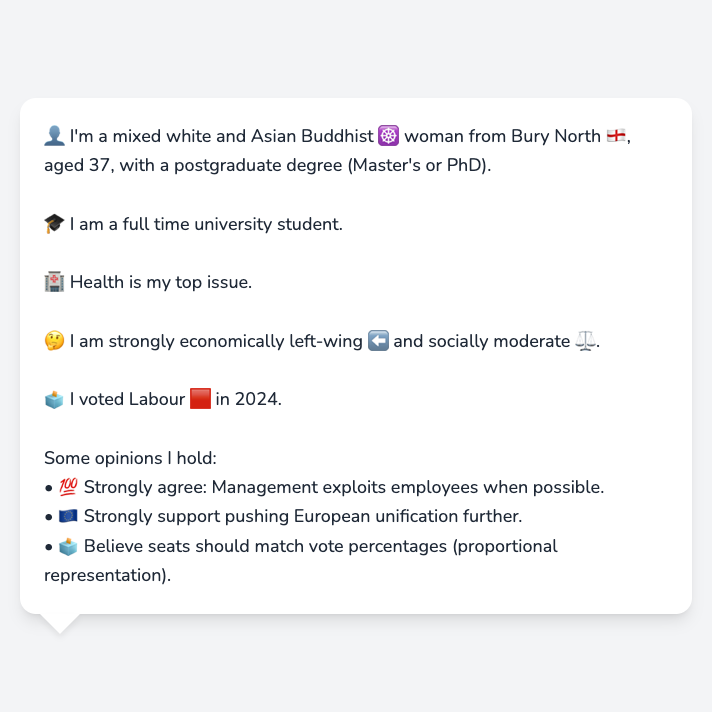 👤 I'm a mixed white and Asian Buddhist ☸️ woman from Bury North 🏴󠁧󠁢󠁥󠁮󠁧󠁿,
aged 37, with a postgraduate degree (Master's or PhD).
🎓 I am a full time university student.
🏥 Health is my top issue.
🤔 I am strongly economically left-wing ⬅️ and socially moderate ⚖️.
🗳️ I voted Labour 🟥 in 2024.
Some opinions I hold:
• 💯 Strongly agree: Management exploits employees when possible.
• 🇪🇺 Strongly support pushing European unification further.
• 🗳️ Believe seats should match vote percentages (proportional
representation).